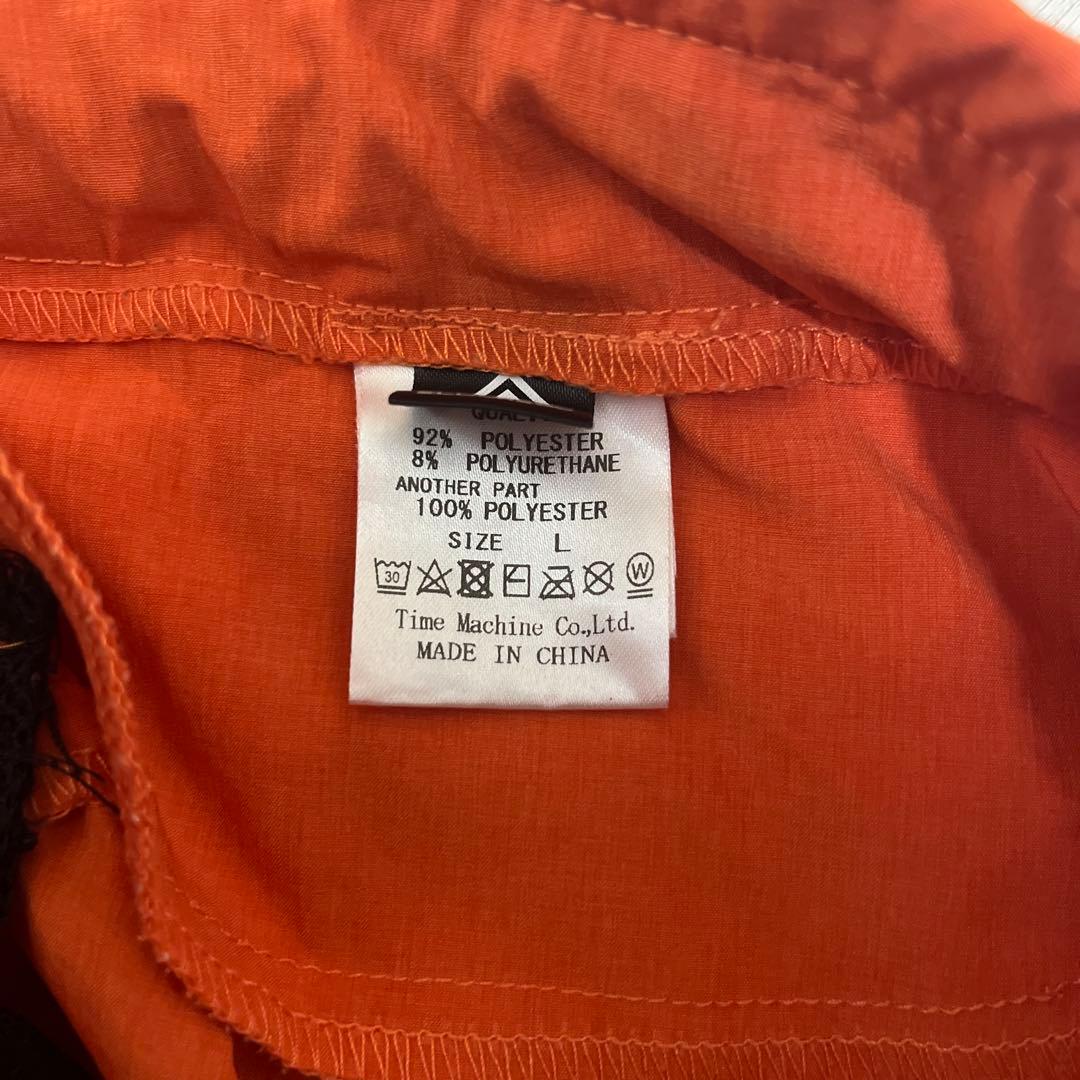 92% POLYESTER
8% POLYURETHANE
ANOTHER PART
100% POLYESTER
SIZE L
30 W
Time Machine Co.,Ltd.
MADE IN CHINA